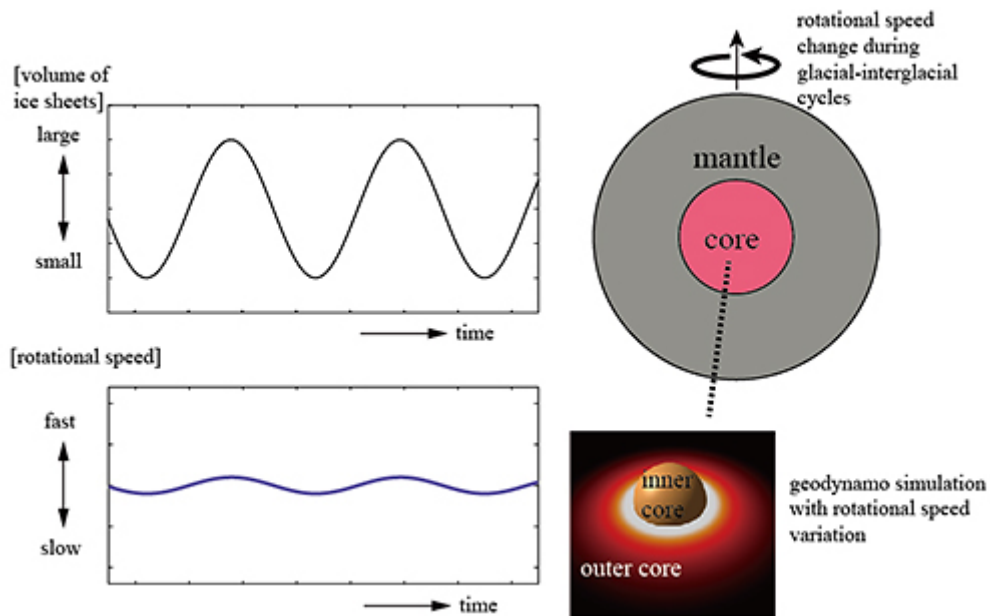 [volume of
ice sheets]
large
small
time
[rotational speed]
fast
slow
time
rotational speed
change during
glacial-interglacial
cycles
mantle
core
inner
core
outer core
geodynamo simulation
with rotational speed
variation